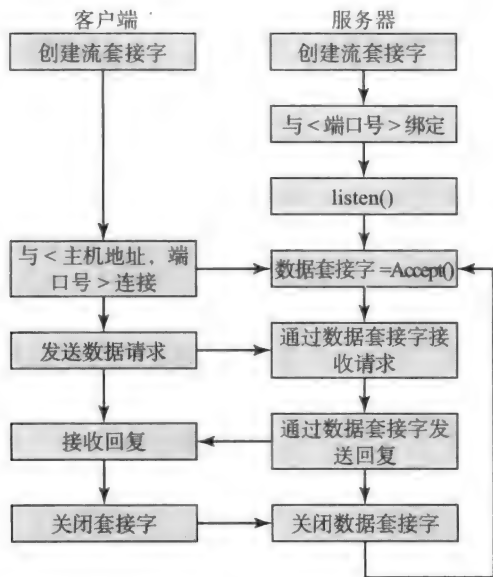 客户端
服务器
创建流套接字
创建流套接字
与<端口号>绑定
listen()
与<主机地址，端
口号>连接
数据套接字=Accept()
发送数据请求
通过数据套接字接
收请求
接收回复
通过数据套接字发
送回复
关闭套接字
关闭数据套接字